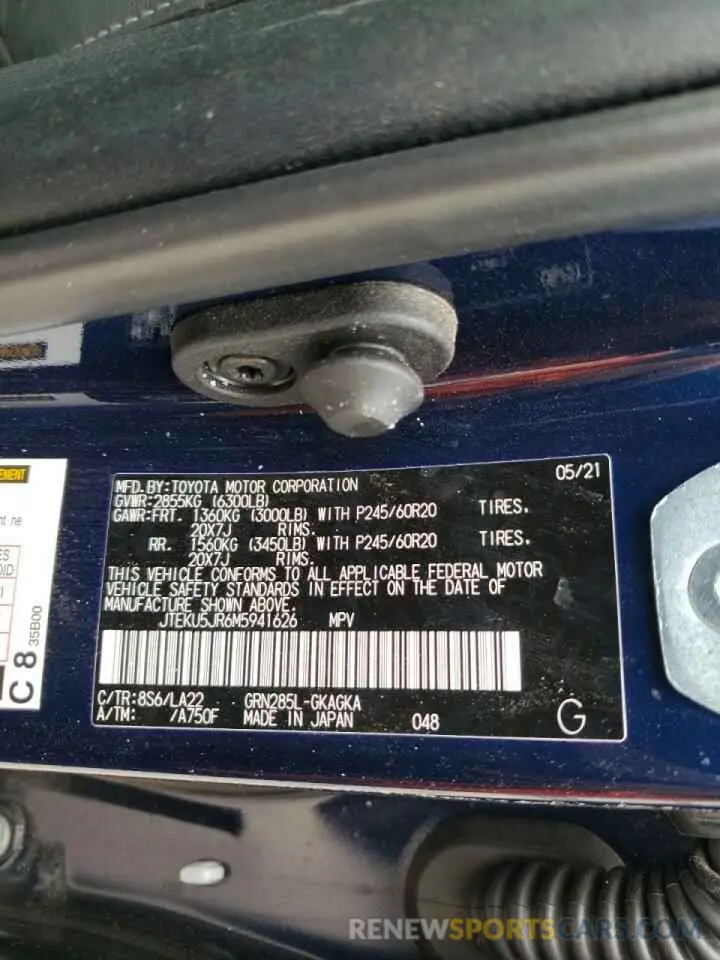 MFD. BY: TOYOTA MOTOR CORPORATION 05/21
GVWR: 2855KG (6300LB)
GAWR: FRT. 1360KG (3000LB) WITH P245/60R20 TIRES.
20X7J RIMS.
RR. 1560KG (3450LB) WITH P245/60R20 TIRES.
20X7J RIMS.
THIS VEHICLE CONFORMS TO ALL APPLICABLE FEDERAL MOTOR
VEHICLE SAFETY STANDARDS IN EFFECT ON THE DATE OF
MANUFACTURE SHOWN ABOVE.
JTEKU5JR6M5941626 MPV
C/TR: 8S6/LA22 GRN285L-GKAGKA
A/TM: /A750F MADE IN JAPAN 048 G
C 8 35B00
RENEWSPORTSCARS.COM